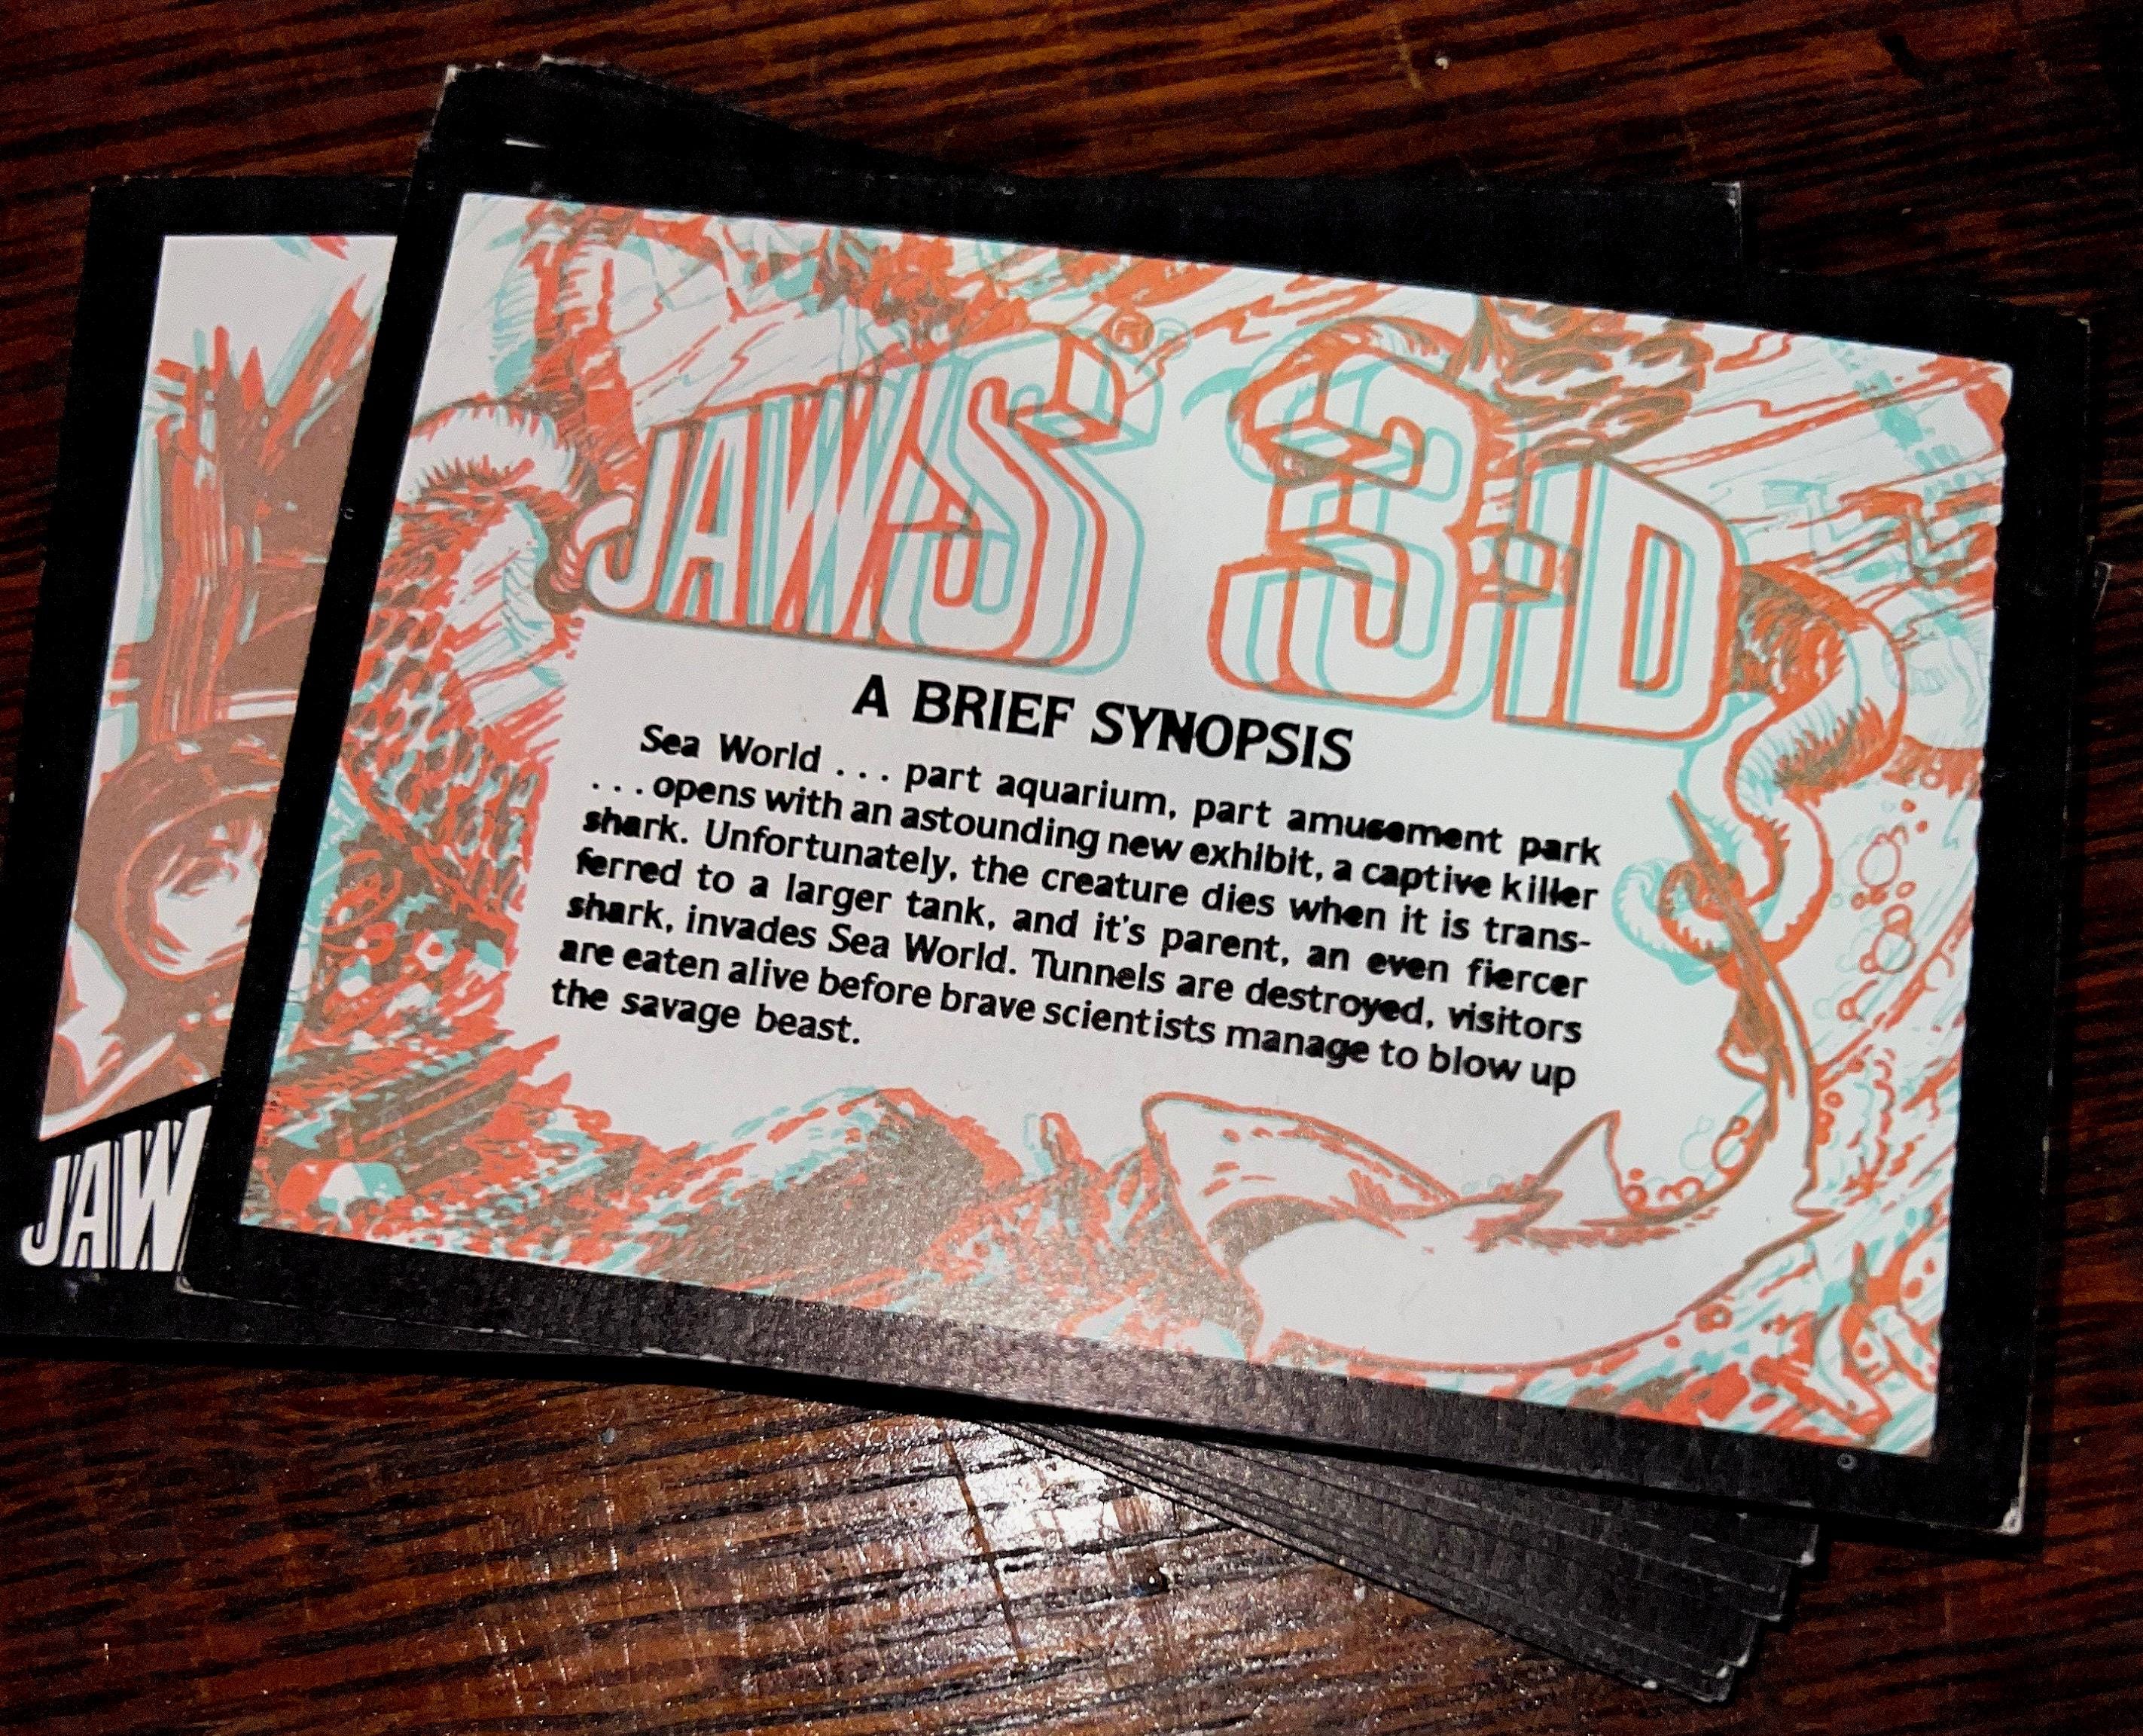 JAWS® 3-D
A BRIEF SYNOPSIS
Sea World . . . part aquarium, part amusement park
. . . opens with an astounding new exhibit, a captive killer
shark. Unfortunately, the creature dies when it is trans-
ferred to a larger tank, and it's parent, an even fiercer
shark, invades Sea World. Tunnels are destroyed, visitors
are eaten alive before brave scientists manage to blow up
the savage beast.
JAW